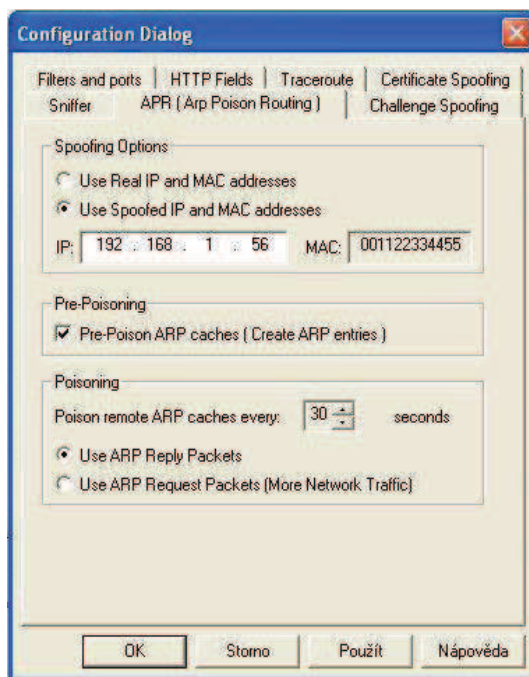 Configuration Dialog
Filters and ports HTTP Fields Traceroute Certificate Spoofing
Sniffer APR ( Arp Poison Routing ) Challenge Spoofing
Spoofing Options
Use Real IP and MAC addresses
Use Spoofed IP and MAC addresses
IP: 192 . 168 . 1 . 56 MAC: 001122334455
Pre-Poisoning
Pre-Poison ARP caches ( Create ARP entries )
Poisoning
Poison remote ARP caches every: 30 seconds
Use ARP Reply Packets
Use ARP Request Packets (More Network Traffic)
OK Storno Použít Nápověda